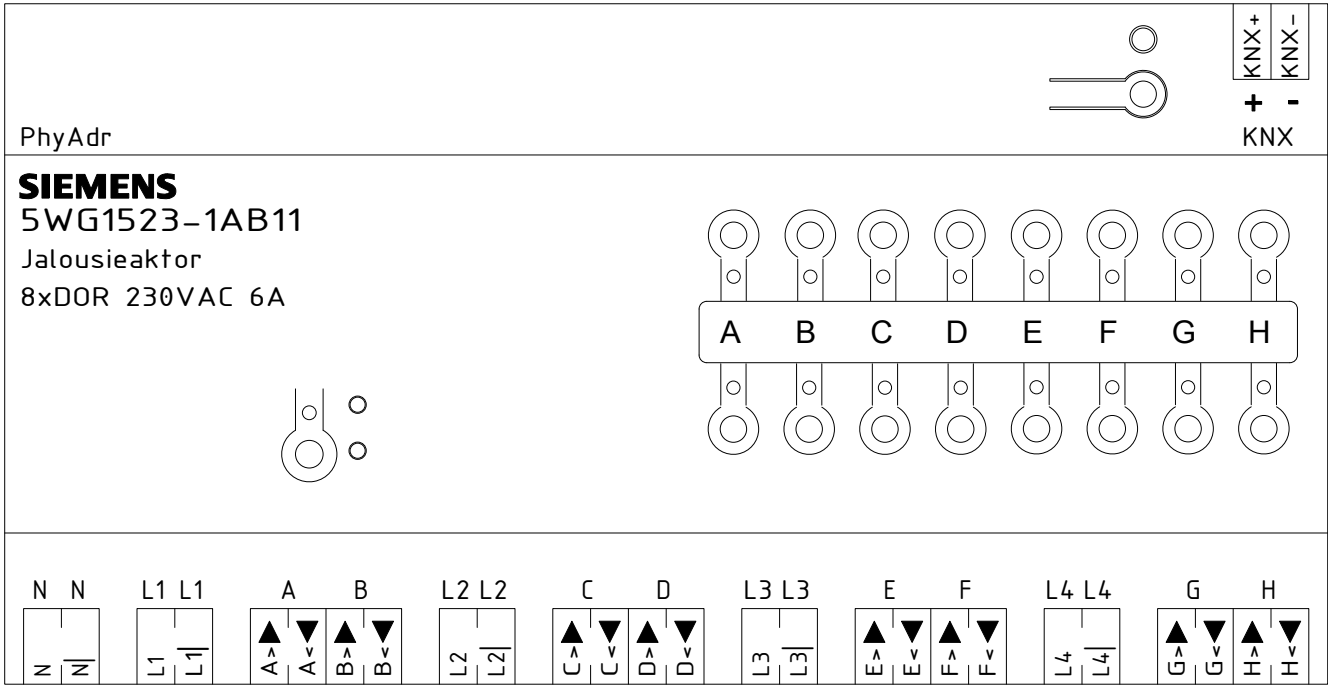 KNX+ KNX-
+ -
PhyAdr KNX
SIEMENS
5WG1523-1AB11
Jalousieaktor
8xDOR 230VAC 6A
A B C D E F G H
N N L1 L1 A B L2 L2 C D L3 L3 E F L4 L4 G H
N N| L1 L1| A> A< B> B< L2 L2| C> C< D> D< L3 L3| E> E< F> F< L4 L4| G> G< H> H<